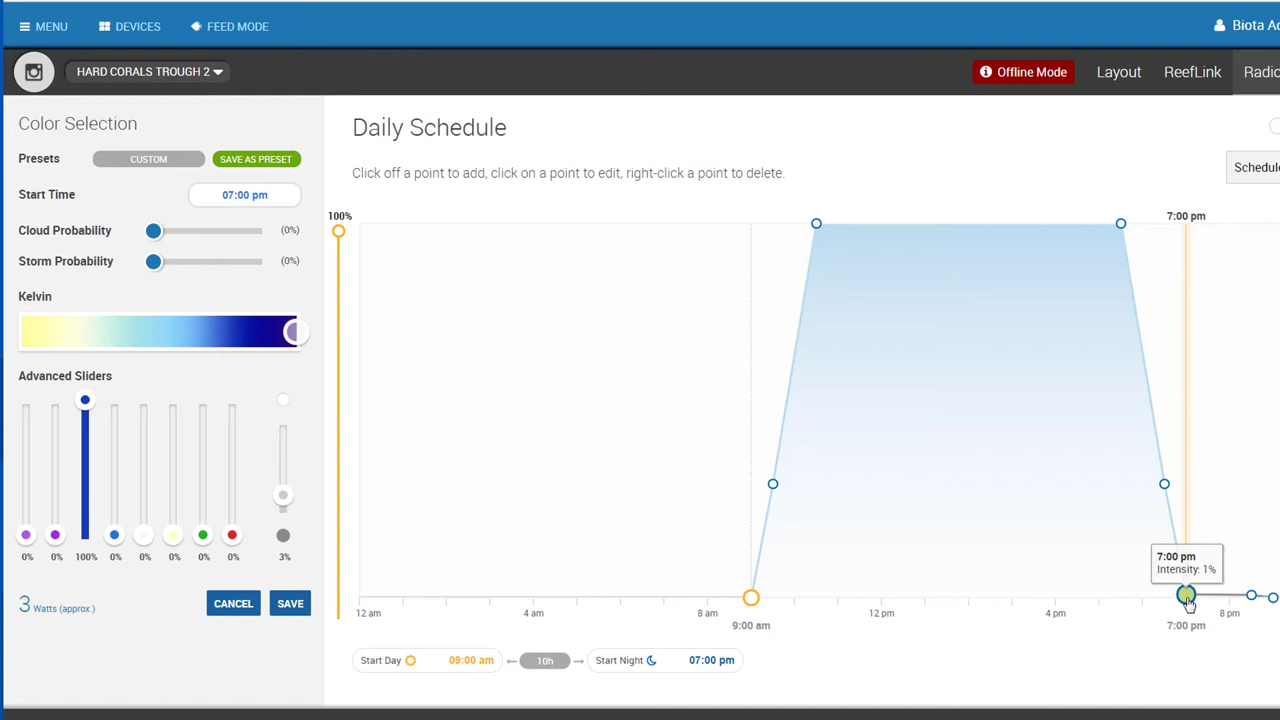 MENU DEVICES FEED MODE Biota Ad
HARD CORALS TROUGH 2 Offline Mode Layout ReefLink Radio
Color Selection
Presets CUSTOM SAVE AS PRESET
Start Time 07:00 pm
Cloud Probability (0%)
Storm Probability (0%)
Kelvin
Advanced Sliders
0% 0% 100% 0% 0% 0% 0% 0% 3%
3 Watts (approx.) CANCEL SAVE
Daily Schedule
Click off a point to add, click on a point to edit, right-click a point to delete.
Schedule
100% 7:00 pm
7:00 pm
Intensity: 1%
12 am 4 am 8 am 12 pm 4 pm 8 pm
9:00 am 7:00 pm
Start Day 09:00 am 10h Start Night 07:00 pm